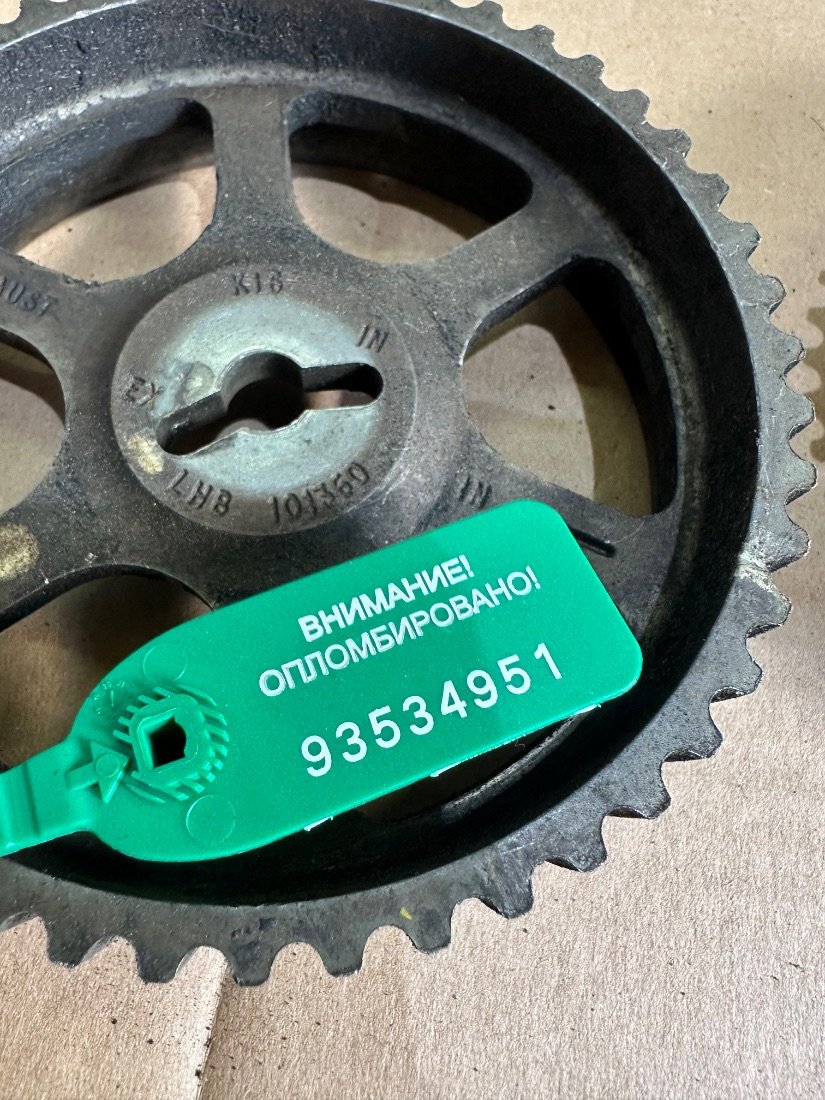 K16
IN
EX
LHB 101360
IN
ВНИМАНИЕ!
ОПЛОМБИРОВАНО!
93534951